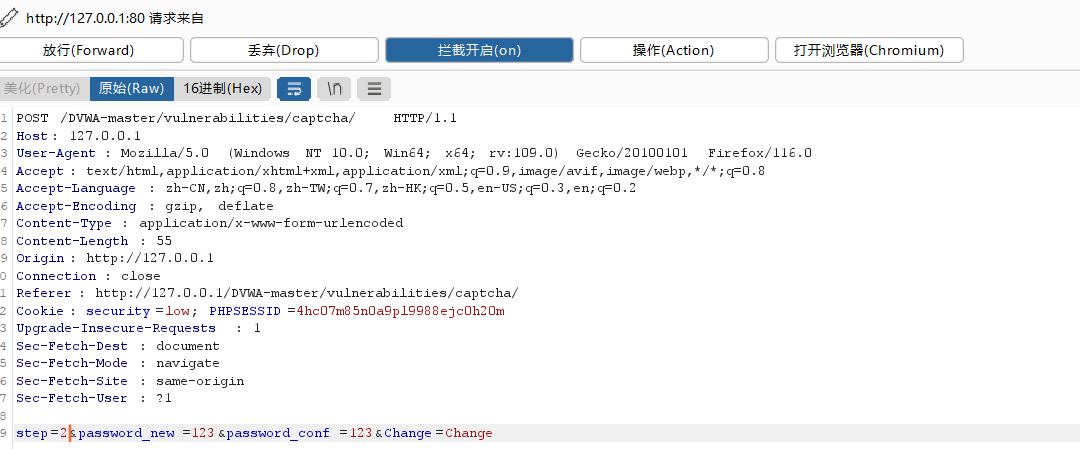 http://127.0.0.1:80 请求来自
放行(Forward) 丢弃(Drop) 拦截开启(on) 操作(Action) 打开浏览器(Chromium)
美化(Pretty) 原始(Raw) 16进制(Hex) \n
1 POST /DVWA-master/vulnerabilities/captcha/ HTTP/1.1
2 Host: 127.0.0.1
3 User-Agent: Mozilla/5.0 (Windows NT 10.0; Win64; x64; rv:109.0) Gecko/20100101 Firefox/116.0
4 Accept: text/html,application/xhtml+xml,application/xml;q=0.9,image/avif,image/webp,*/*;q=0.8
5 Accept-Language: zh-CN,zh;q=0.8,zh-TW;q=0.7,zh-HK;q=0.5,en-US;q=0.3,en;q=0.2
6 Accept-Encoding: gzip, deflate
7 Content-Type: application/x-www-form-urlencoded
8 Content-Length: 55
9 Origin: http://127.0.0.1
0 Connection: close
1 Referer: http://127.0.0.1/DVWA-master/vulnerabilities/captcha/
2 Cookie: security=low; PHPSESSID=4hc07m85n0a9pl9988ejc0h20m
3 Upgrade-Insecure-Requests: 1
4 Sec-Fetch-Dest: document
5 Sec-Fetch-Mode: navigate
6 Sec-Fetch-Site: same-origin
7 Sec-Fetch-User: ?1
8
9 step=2&password_new=123&password_conf=123&Change=Change